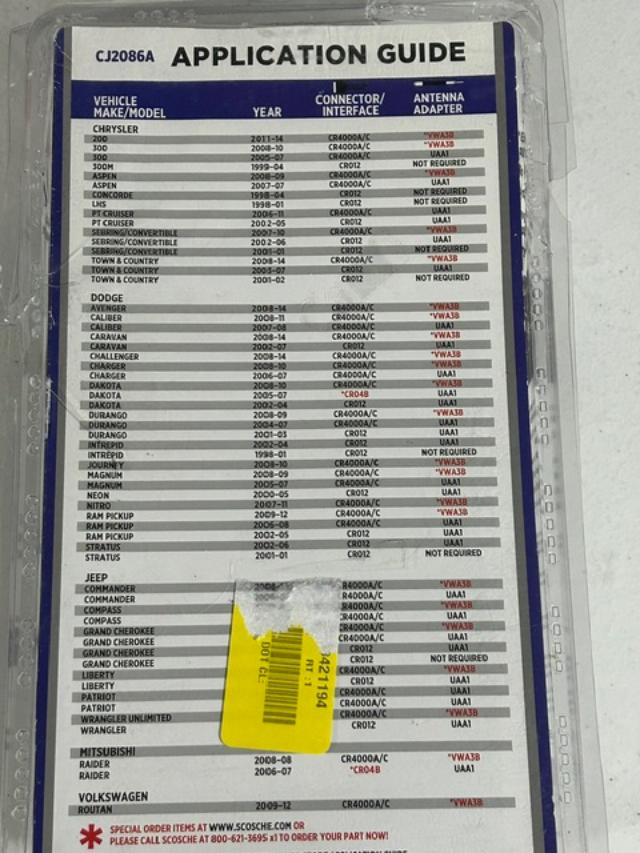 CJ2086A APPLICATION GUIDE
VEHICLE MAKE/MODEL YEAR CONNECTOR/INTERFACE ANTENNA ADAPTER
CHRYSLER
200 2011-14 CR4000A/C *VWA3B
300 2008-10 CR4000A/C *VWA3B
300 2005-07 CR4000A/C UAA1
300M 1999-04 CR012 NOT REQUIRED
ASPEN 2008-09 CR4000A/C *VWA3B
ASPEN 2007-07 CR4000A/C UAA1
CONCORDE 1998-04 CR012 NOT REQUIRED
LHS 1998-01 CR012 NOT REQUIRED
PT CRUISER 2006-11 CR4000A/C UAA1
PT CRUISER 2002-05 CR012 UAA1
SEBRING/CONVERTIBLE 2007-10 CR4000A/C *VWA3B
SEBRING/CONVERTIBLE 2002-06 CR012 UAA1
SEBRING/CONVERTIBLE 2001-01 CR012 NOT REQUIRED
TOWN & COUNTRY 2008-14 CR4000A/C *VWA3B
TOWN & COUNTRY 2003-07 CR012 UAA1
TOWN & COUNTRY 2001-02 CR012 NOT REQUIRED
DODGE
AVENGER 2008-14 CR4000A/C *VWA3B
CALIBER 2008-11 CR4000A/C *VWA3B
CALIBER 2007-08 CR4000A/C UAA1
CARAVAN 2008-14 CR4000A/C *VWA3B
CARAVAN 2002-07 CR012 UAA1
CHALLENGER 2008-14 CR4000A/C *VWA3B
CHARGER 2008-10 CR4000A/C *VWA3B
CHARGER 2006-07 CR4000A/C UAA1
DAKOTA 2008-10 CR4000A/C *VWA3B
DAKOTA 2005-07 *CR04B UAA1
DAKOTA 2002-04 CR012 UAA1
DURANGO 2008-09 CR4000A/C *VWA3B
DURANGO 2004-07 CR4000A/C UAA1
DURANGO 2001-03 CR012 UAA1
INTREPID 2002-04 CR012 UAA1
INTREPID 1998-01 CR012 NOT REQUIRED
JOURNEY 2008-10 CR4000A/C *VWA3B
MAGNUM 2008-09 CR4000A/C *VWA3B
MAGNUM 2005-07 CR4000A/C UAA1
NEON 2000-05 CR012 UAA1
NITRO 2007-11 CR4000A/C *VWA3B
RAM PICKUP 2009-12 CR4000A/C *VWA3B
RAM PICKUP 2006-08 CR4000A/C UAA1
RAM PICKUP 2002-05 CR012 UAA1
STRATUS 2002-06 CR012 UAA1
STRATUS 2001-01 CR012 NOT REQUIRED
JEEP
COMMANDER R4000A/C *VWA3B
COMMANDER R4000A/C UAA1
COMPASS R4000A/C *VWA3B
COMPASS CR4000A/C UAA1
GRAND CHEROKEE CR4000A/C *VWA3B
GRAND CHEROKEE CR4000A/C UAA1
GRAND CHEROKEE CR012 UAA1
GRAND CHEROKEE CR012 NOT REQUIRED
LIBERTY CR4000A/C *VWA3B
LIBERTY CR012 UAA1
PATRIOT CR4000A/C UAA1
PATRIOT CR4000A/C UAA1
WRANGLER UNLIMITED CR4000A/C *VWA3B
WRANGLER CR012 UAA1
421194
RT : 1
MITSUBISHI
RAIDER 2008-08 CR4000A/C *VWA3B
RAIDER 2006-07 *CR04B UAA1
VOLKSWAGEN
ROUTAN 2009-12 CR4000A/C *VWA3B
* SPECIAL ORDER ITEMS AT WWW.SCOSCHE.COM OR
PLEASE CALL SCOSCHE AT 800-621-3695 x1 TO ORDER YOUR PART NOW!